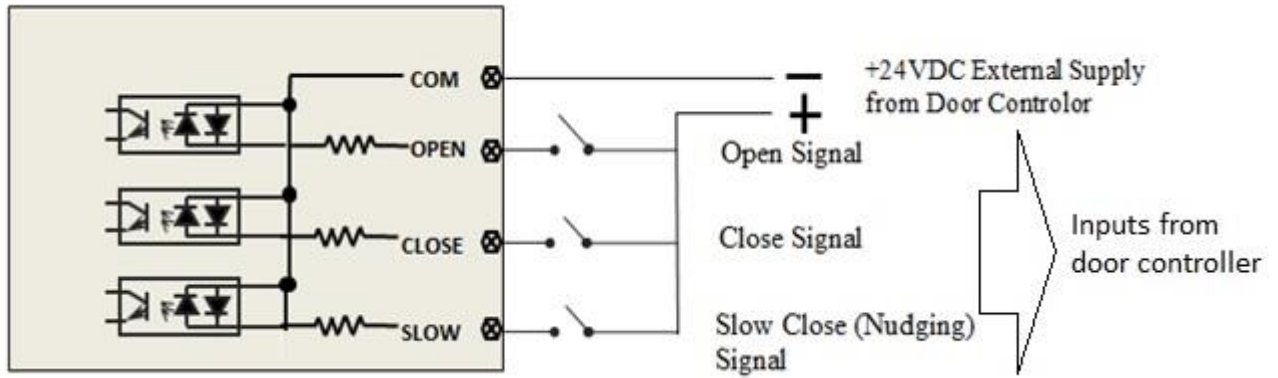 COM
+24VDC External Supply
from Door Controlor
OPEN
Open Signal
CLOSE
Close Signal
Inputs from
door controller
SLOW
Slow Close (Nudging)
Signal